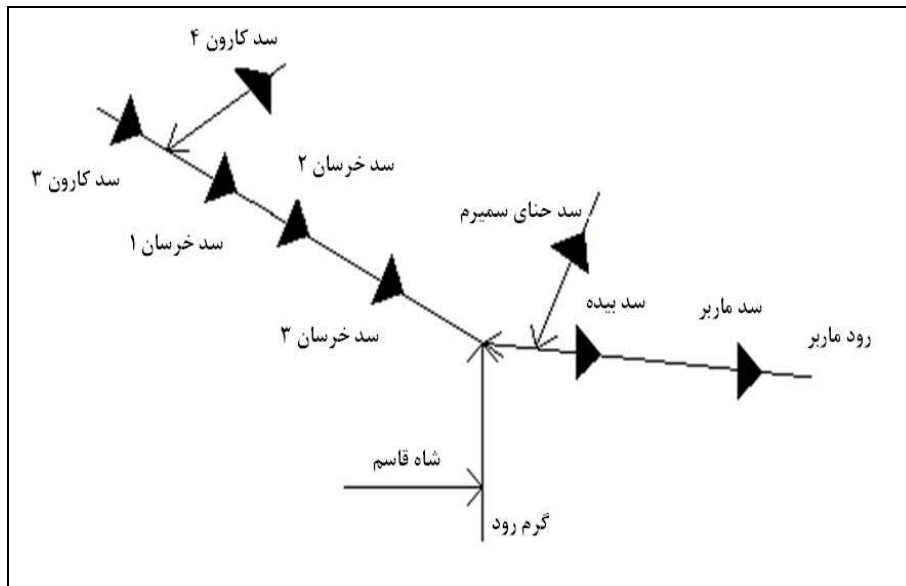 سد کارون ۴
سد خرسان ۲
سد کارون ۳
سد حنای سمیرم
سد خرسان ۱
سد بیده
سد ماربر
رود ماربر
سد خرسان ۳
شاه قاسم
گرم رود